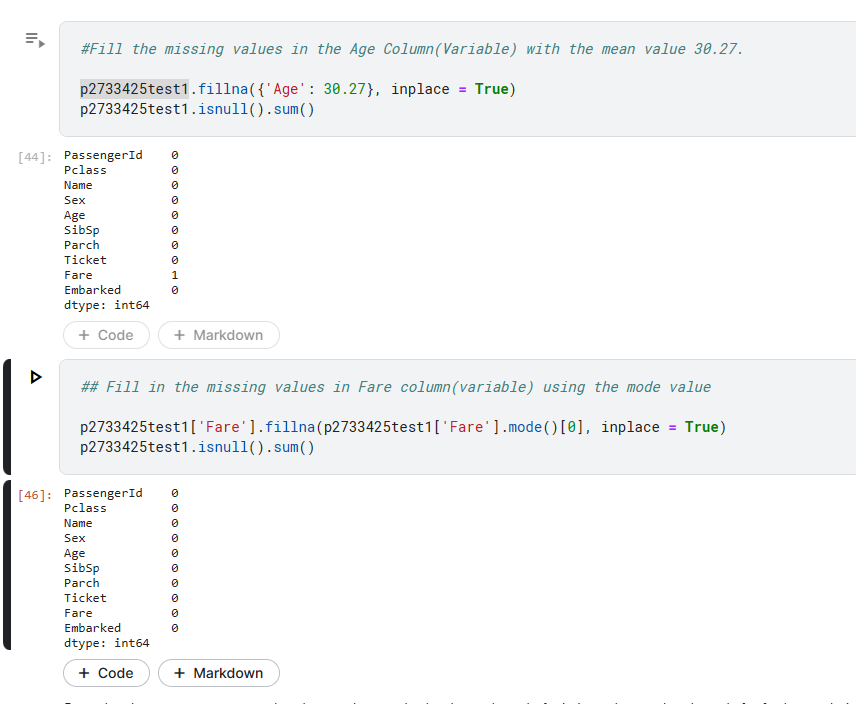 #Fill the missing values in the Age Column(Variable) with the mean value 30.27.
p2733425test1.fillna({'Age': 30.27}, inplace = True)
p2733425test1.isnull().sum()
[44]: PassengerId 0
Pclass 0
Name 0
Sex 0
Age 0
SibSp 0
Parch 0
Ticket 0
Fare 1
Embarked 0
dtype: int64
+ Code + Markdown
## Fill in the missing values in Fare column(variable) using the mode value
p2733425test1['Fare'].fillna(p2733425test1['Fare'].mode()[0], inplace = True)
p2733425test1.isnull().sum()
[46]: PassengerId 0
Pclass 0
Name 0
Sex 0
Age 0
SibSp 0
Parch 0
Ticket 0
Fare 0
Embarked 0
dtype: int64
+ Code + Markdown